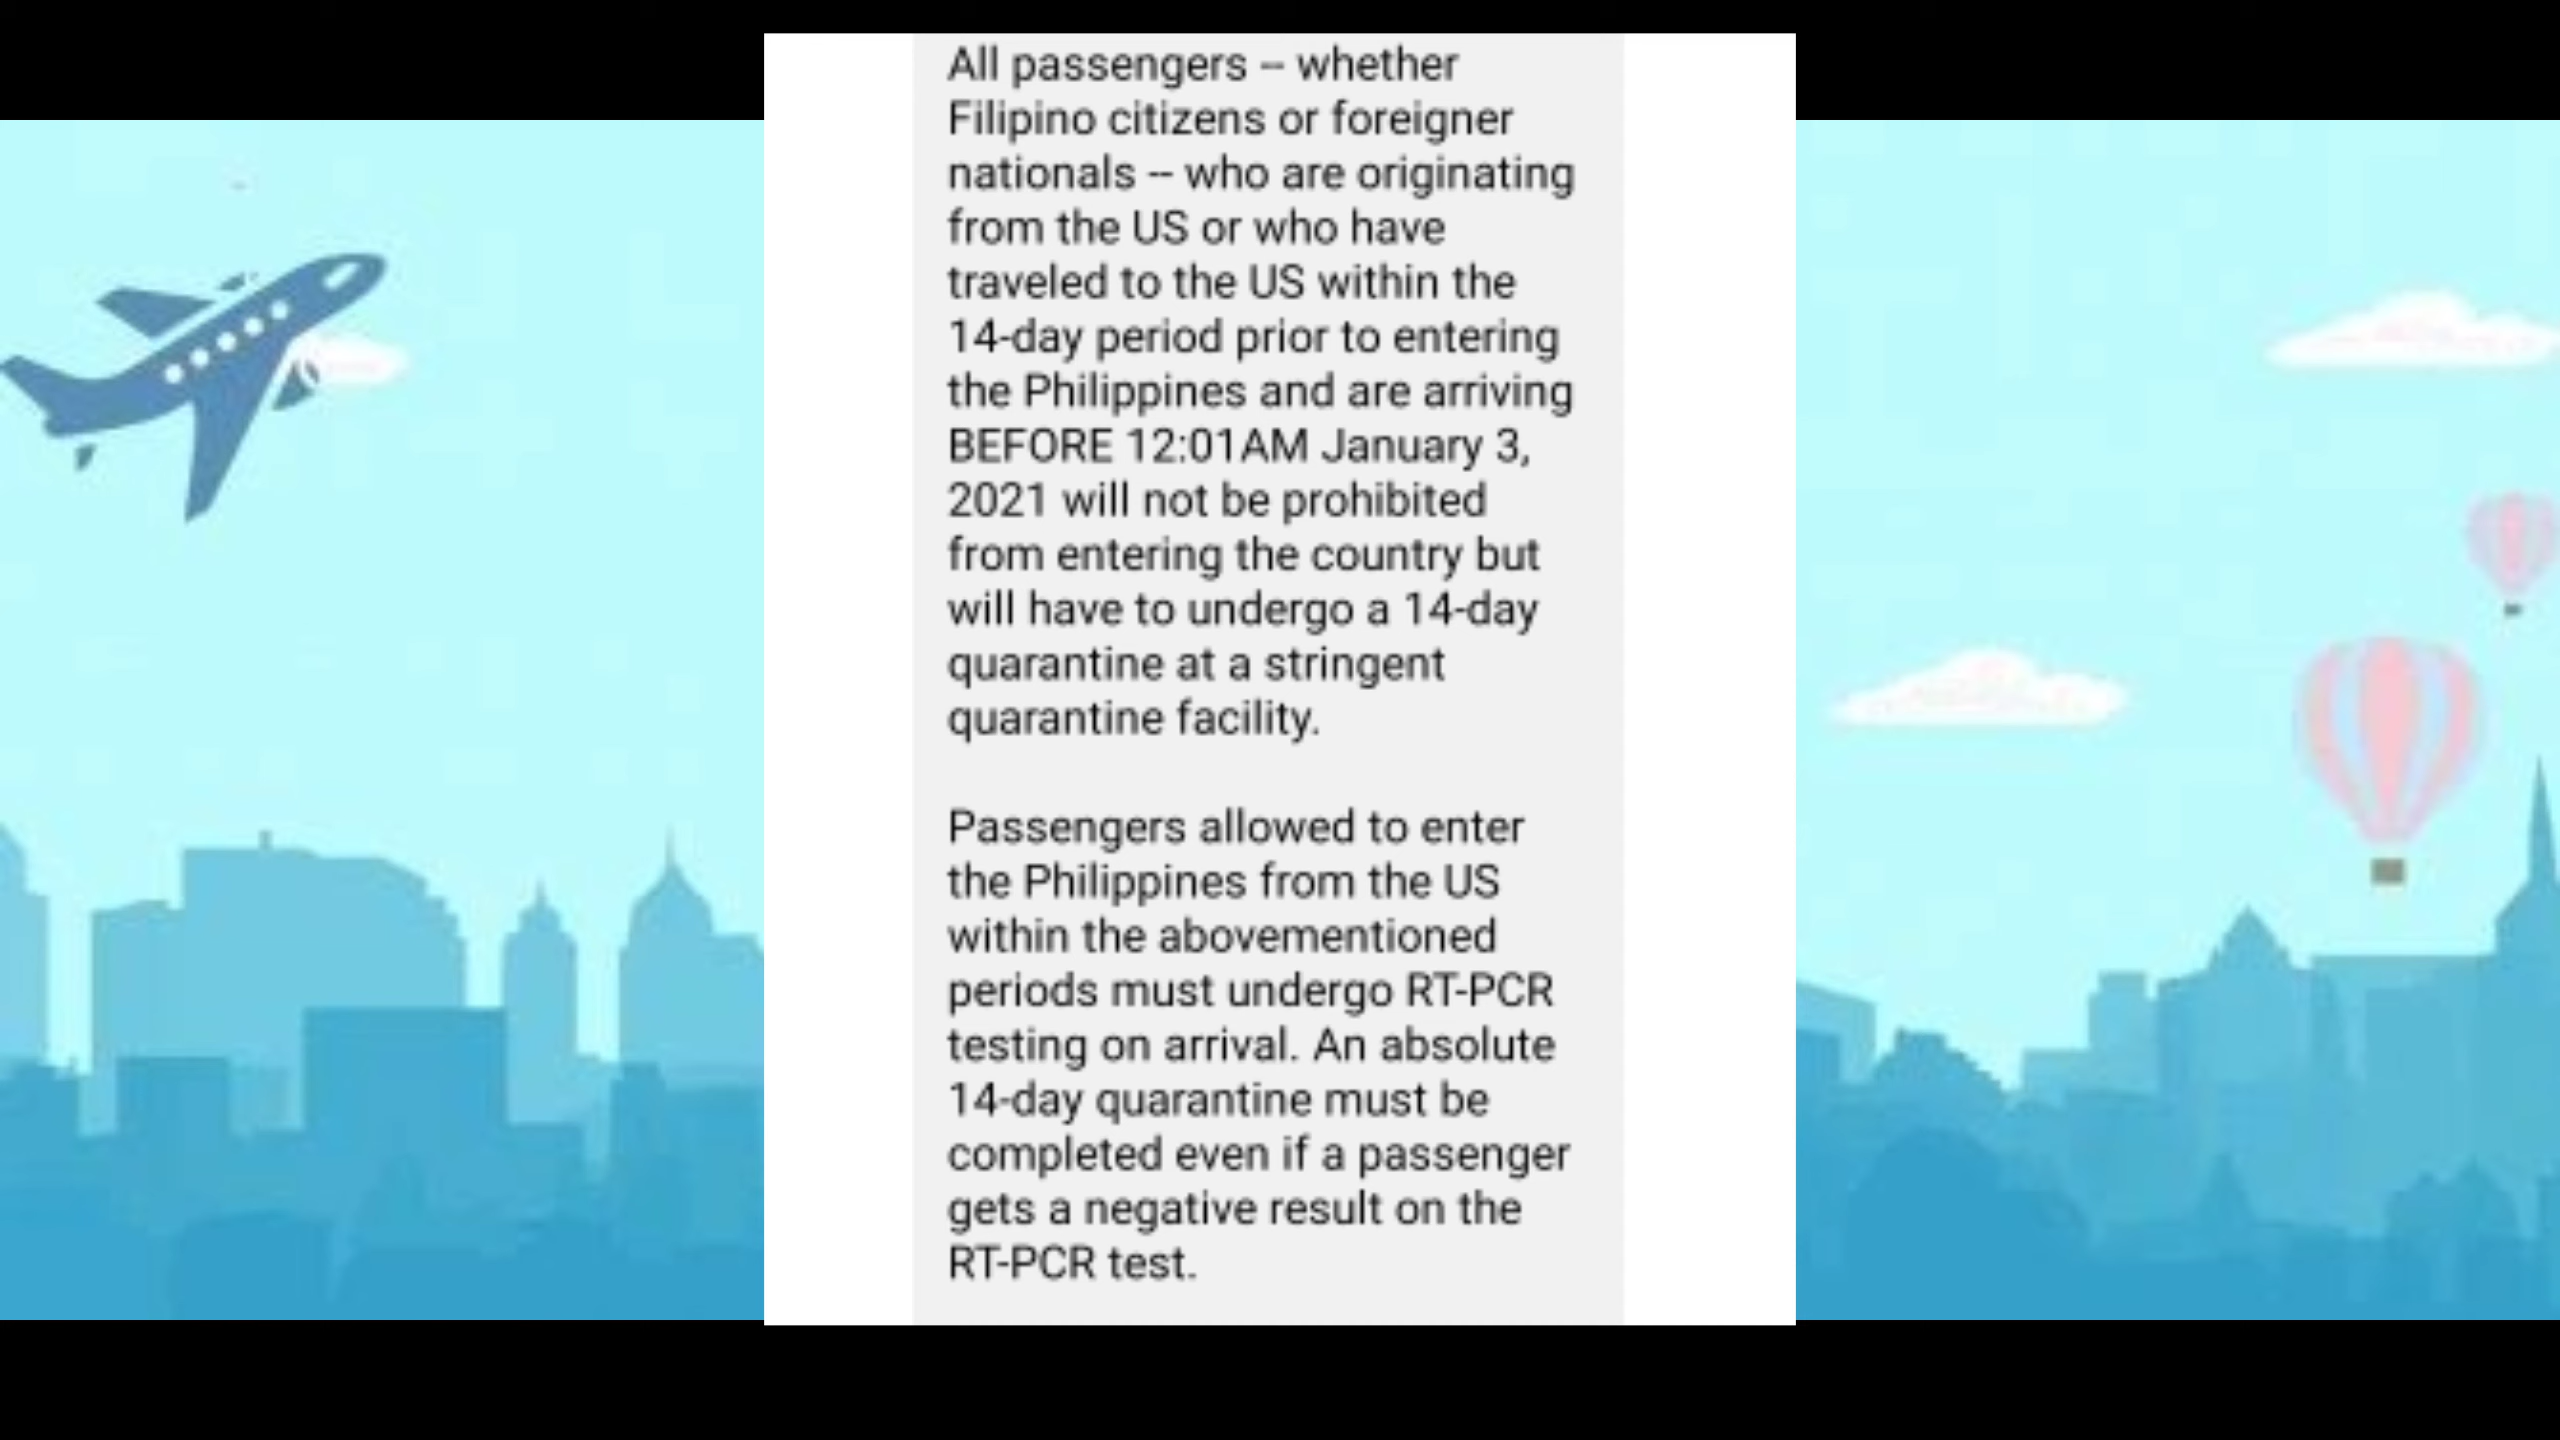 All passengers -- whether
Filipino citizens or foreigner
nationals -- who are originating
from the US or who have
traveled to the US within the
14-day period prior to entering
the Philippines and are arriving
BEFORE 12:01AM January 3,
2021 will not be prohibited
from entering the country but
will have to undergo a 14-day
quarantine at a stringent
quarantine facility.
Passengers allowed to enter
the Philippines from the US
within the abovementioned
periods must undergo RT-PCR
testing on arrival. An absolute
14-day quarantine must be
completed even if a passenger
gets a negative result on the
RT-PCR test.